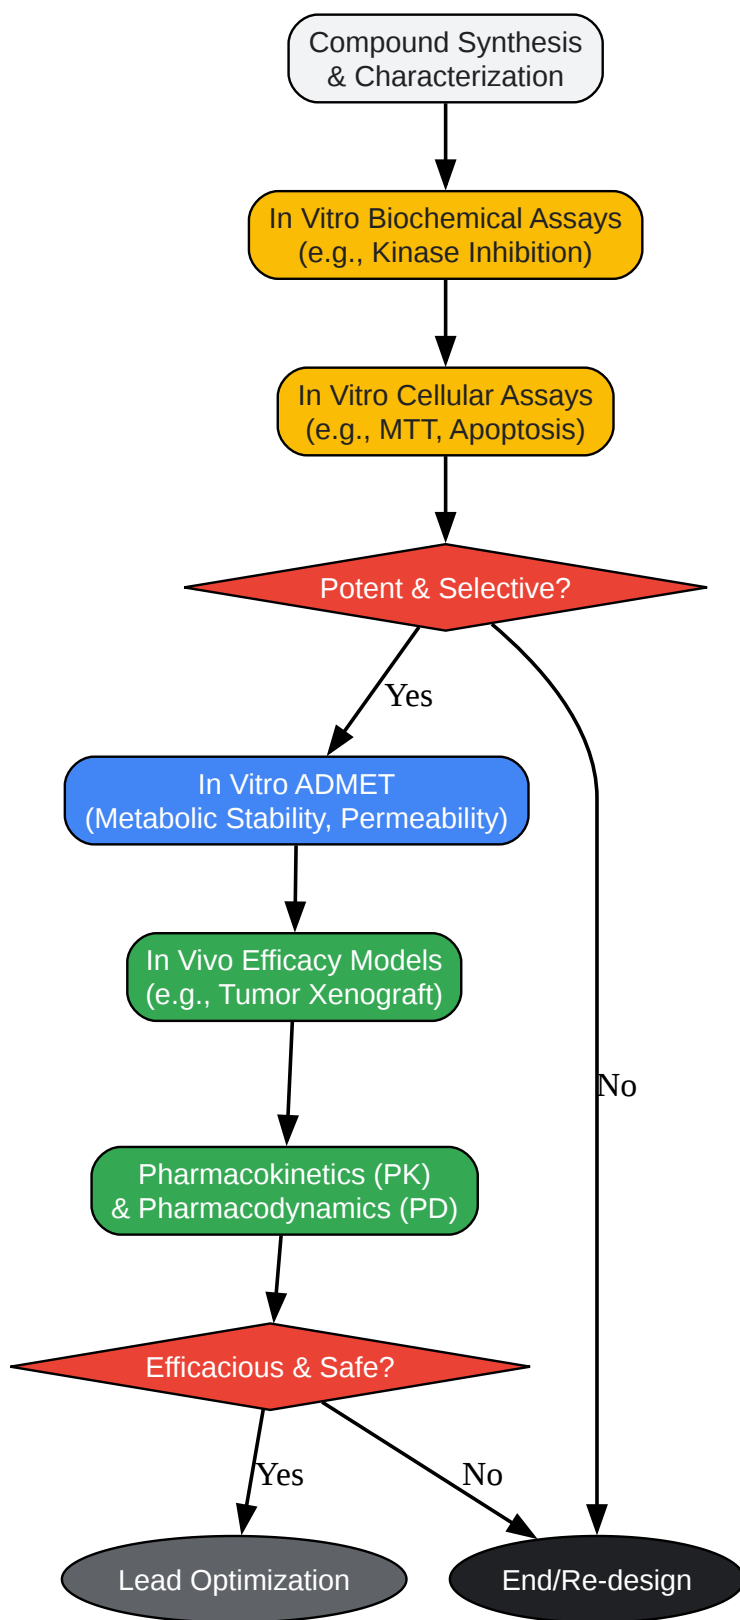 Compound Synthesis
& Characterization
In Vitro Biochemical Assays
(e.g., Kinase Inhibition)
In Vitro Cellular Assays
(e.g., MTT, Apoptosis)
Potent & Selective?
Yes
In Vitro ADMET
(Metabolic Stability, Permeability)
In Vivo Efficacy Models
(e.g., Tumor Xenograft)
No
Pharmacokinetics (PK)
& Pharmacodynamics (PD)
Efficacious & Safe?
Yes
No
Lead Optimization
End/Re-design